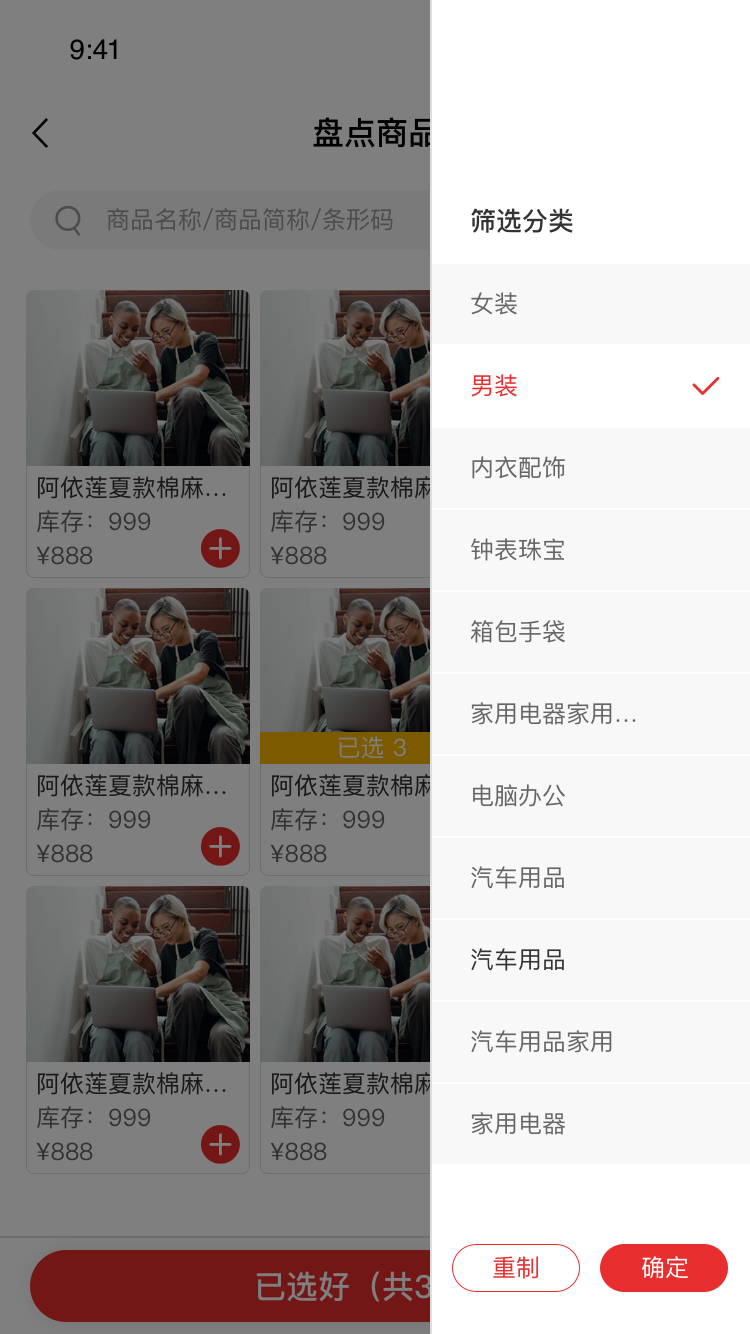 9:41
盘点商品
商品名称/商品简称/条形码
阿依莲夏款棉麻...
库存：999
¥888
阿依莲夏款棉麻
库存：999
¥888
阿依莲夏款棉麻...
库存：999
¥888
已选 3
阿依莲夏款棉麻
库存：999
¥888
阿依莲夏款棉麻...
库存：999
¥888
阿依莲夏款棉麻
库存：999
¥888
已选好（共3
筛选分类
女装
男装
内衣配饰
钟表珠宝
箱包手袋
家用电器家用...
电脑办公
汽车用品
汽车用品
汽车用品家用
家用电器
重制
确定